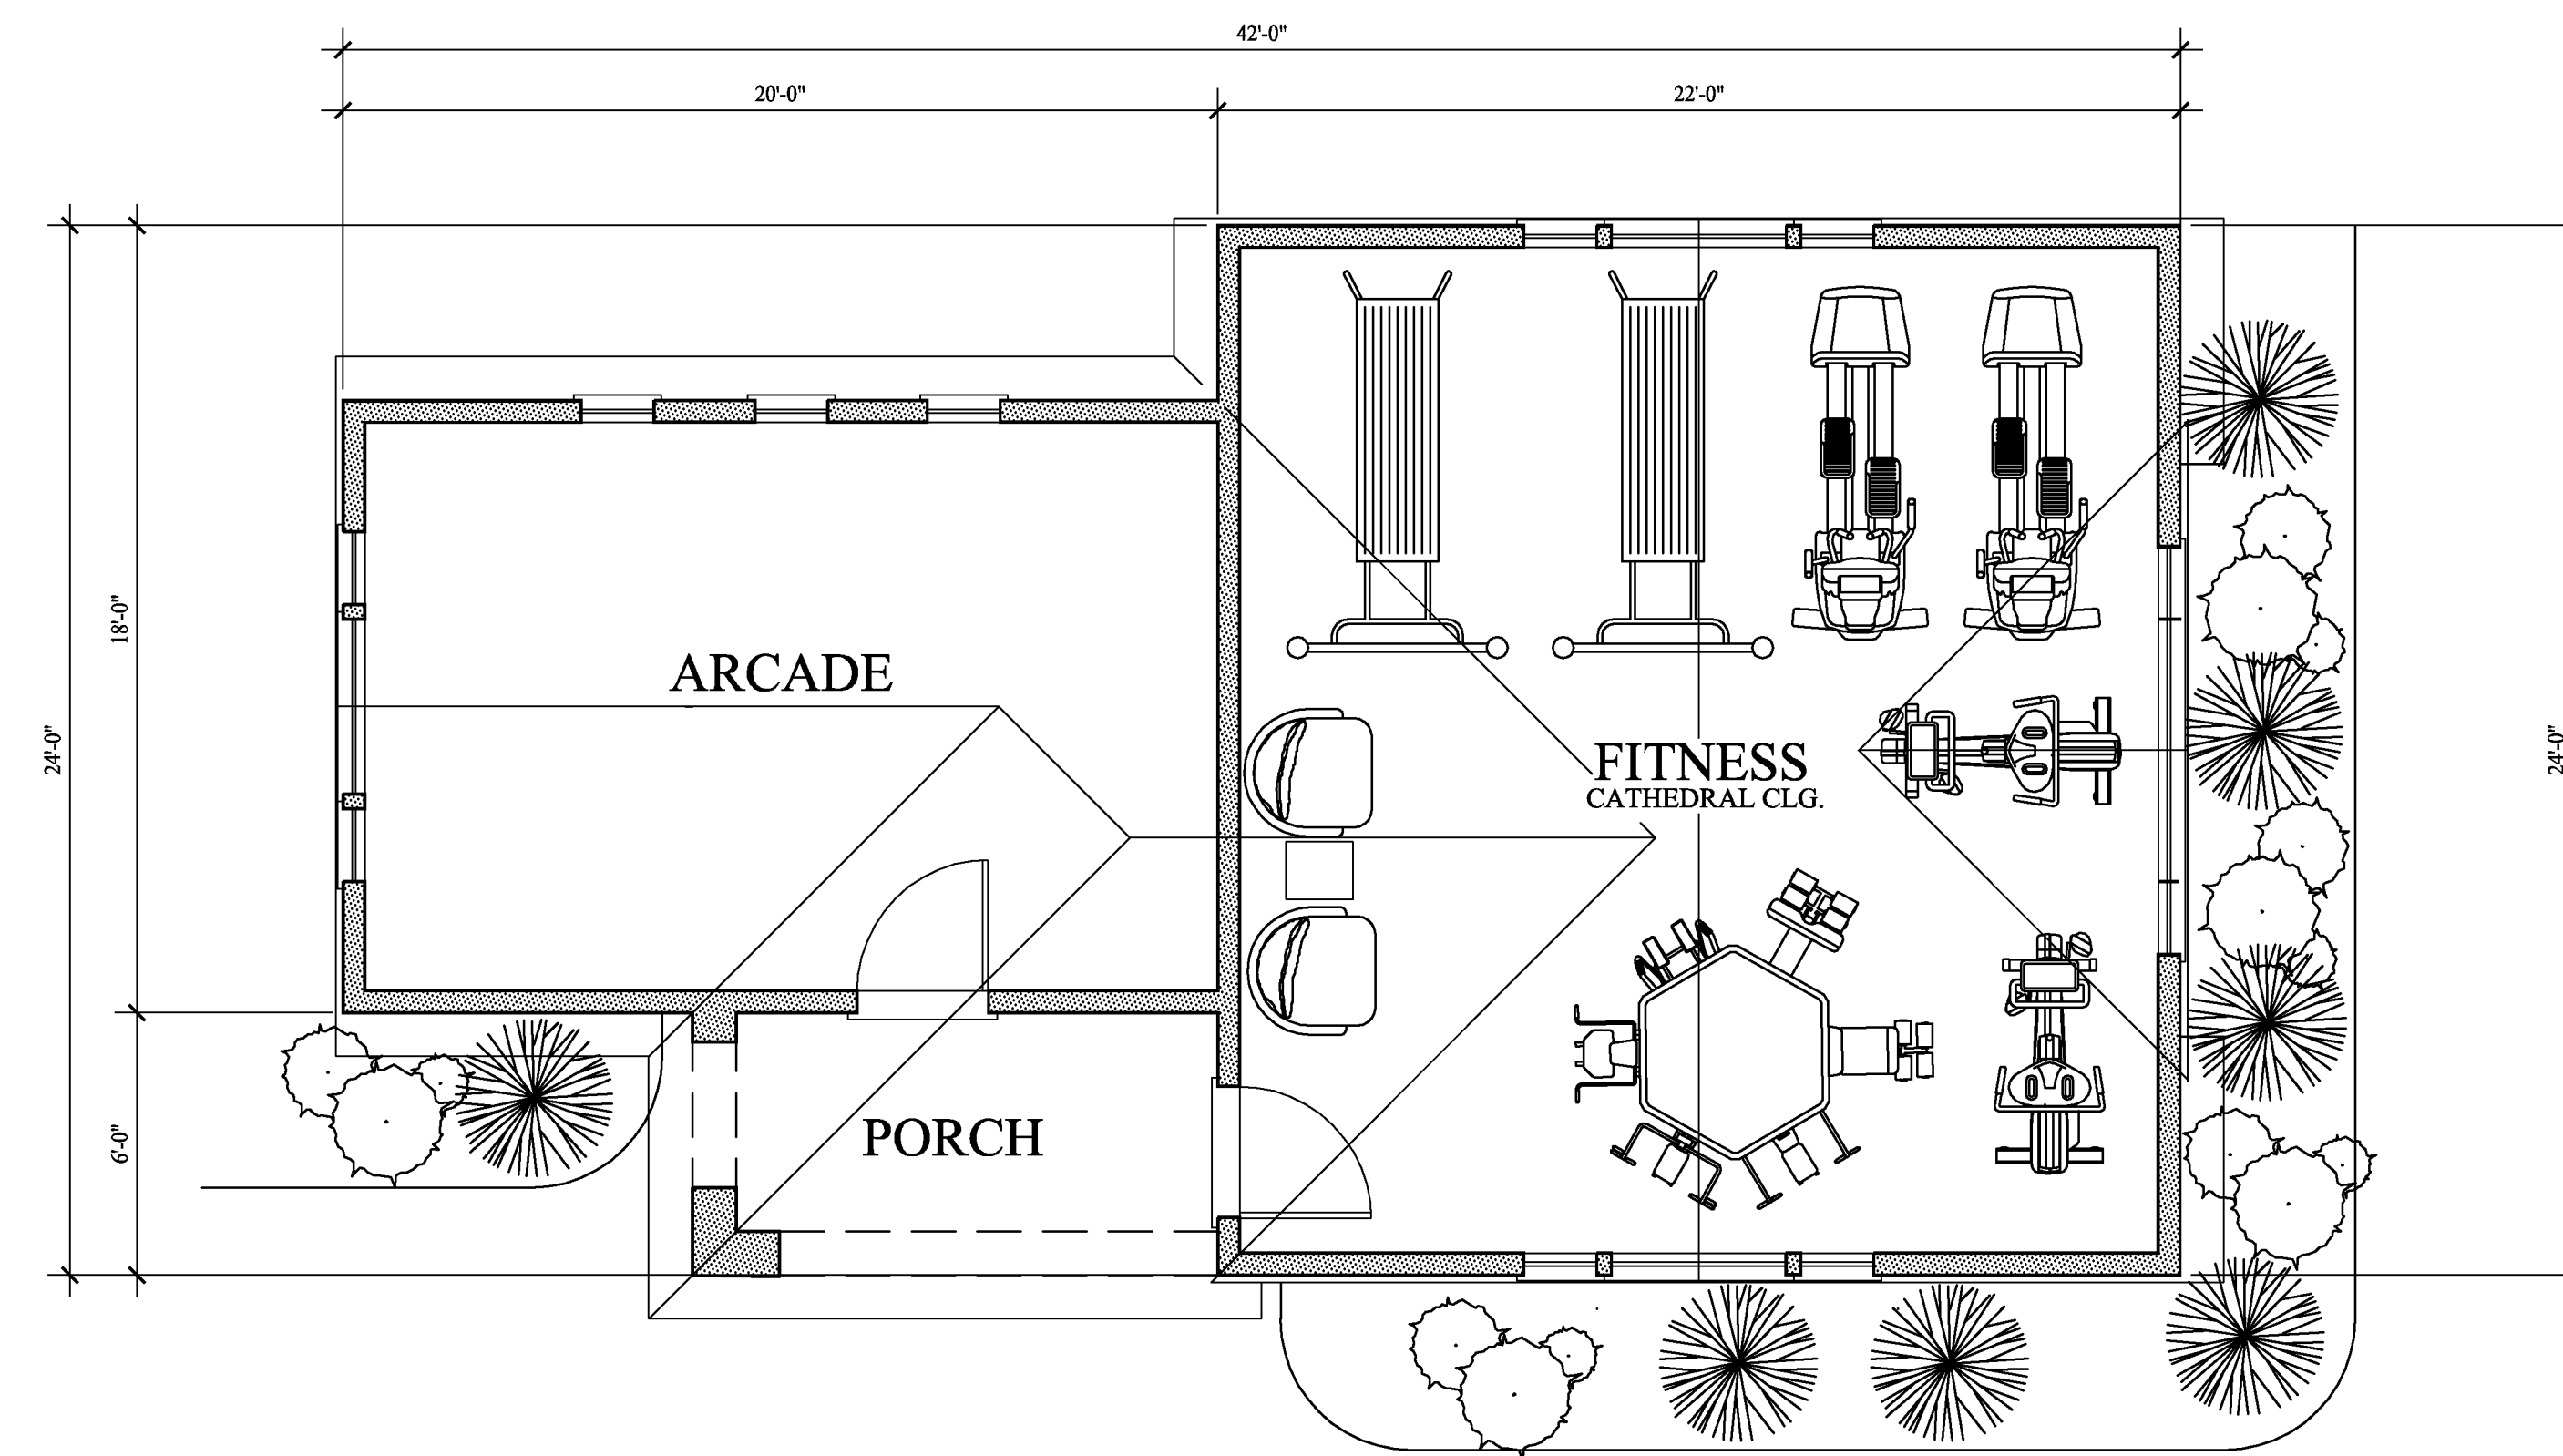 42'-0"
20'-0"
22'-0"
18'-0"
24'-0"
6'-0"
24'-0"
ARCADE
FITNESS
CATHEDRAL CLG.
PORCH